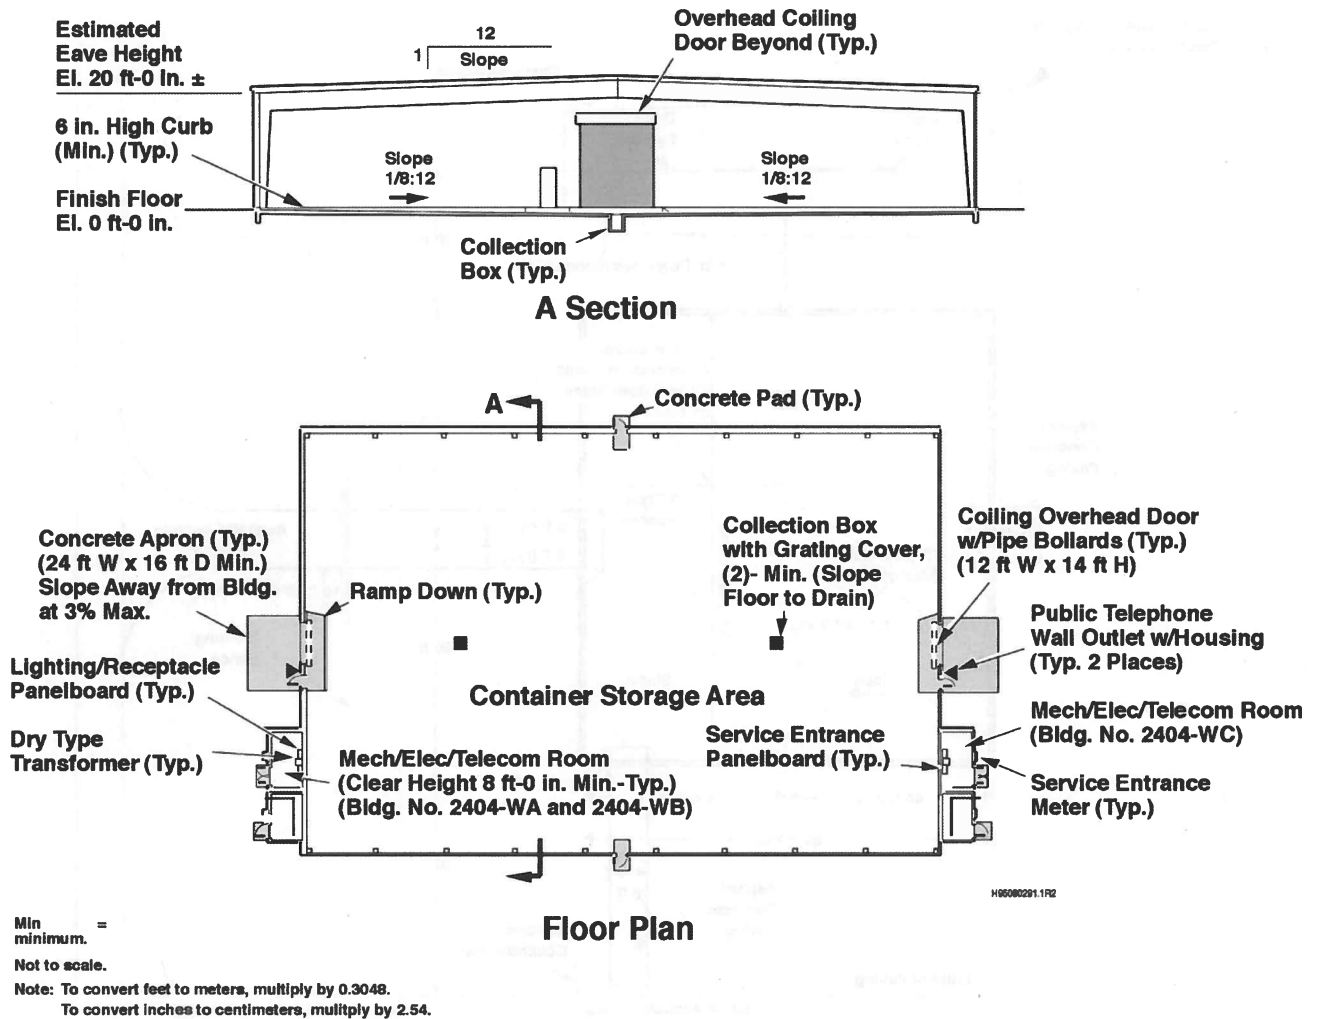 Estimated
Eave Height
El. 20 ft-0 in. ±
12
1
Slope
Overhead Coiling
Door Beyond (Typ.)
6 in. High Curb
(Min.) (Typ.)
Slope
1/8:12
Slope
1/8:12
Finish Floor
El. 0 ft-0 in.
Collection
Box (Typ.)
A Section
A
Concrete Pad (Typ.)
Concrete Apron (Typ.)
(24 ft W x 16 ft D Min.)
Slope Away from Bldg.
at 3% Max.
Ramp Down (Typ.)
Collection Box
with Grating Cover,
(2)- Min. (Slope
Floor to Drain)
Coiling Overhead Door
w/Pipe Bollards (Typ.)
(12 ft W x 14 ft H)
Public Telephone
Wall Outlet w/Housing
(Typ. 2 Places)
Lighting/Receptacle
Panelboard (Typ.)
Container Storage Area
Dry Type
Transformer (Typ.)
Mech/Elec/Telecom Room
(Clear Height 8 ft-0 in. Min.-Typ.)
(Bldg. No. 2404-WA and 2404-WB)
Service Entrance
Panelboard (Typ.)
Mech/Elec/Telecom Room
(Bldg. No. 2404-WC)
Service Entrance
Meter (Typ.)
H95080291.1R2
Floor Plan
Min =
minimum.
Not to scale.
Note: To convert feet to meters, multiply by 0.3048.
To convert inches to centimeters, mulitply by 2.54.